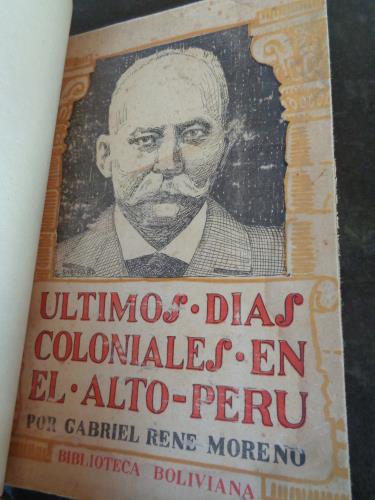 ULTIMOS·DIAS
COLONIALES·EN
EL·ALTO-PERU
POR GABRIEL RENE MORENO
BIBLIOTECA BOLIVIANA